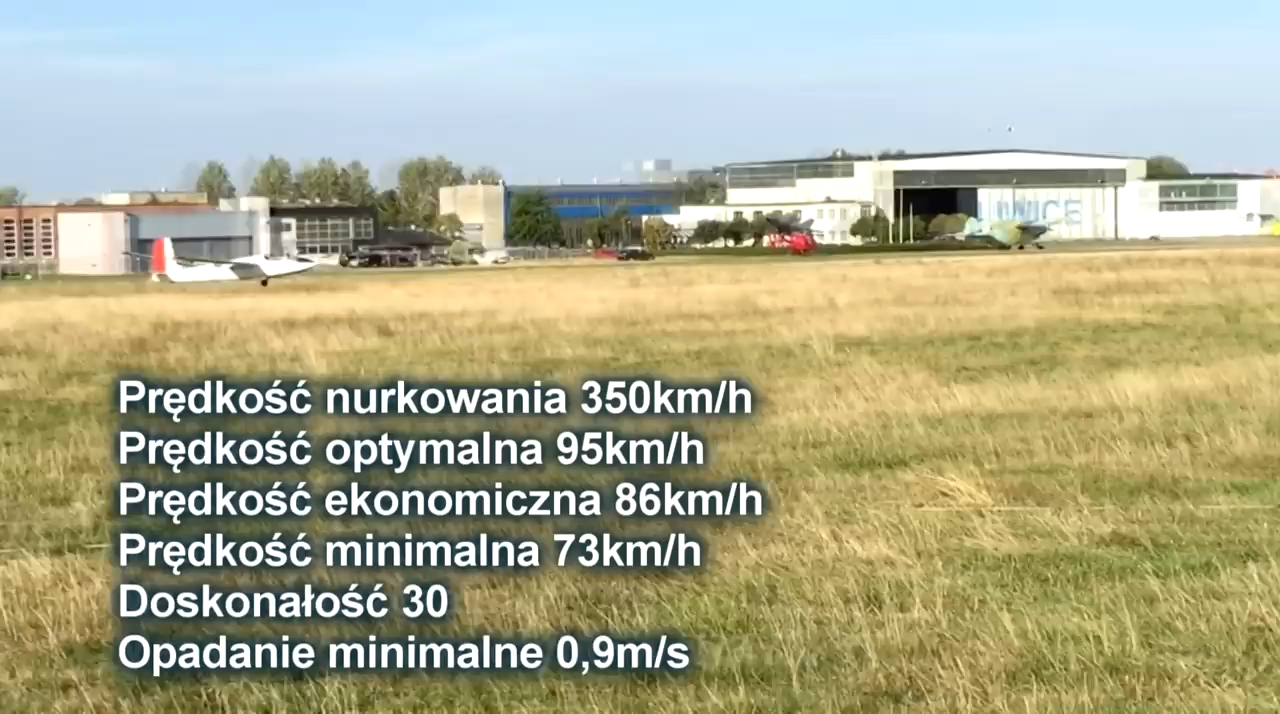 Prędkość nurkowania 350km/h
Prędkość optymalna 95km/h
Prędkość ekonomiczna 86km/h
Prędkość minimalna 73km/h
Doskonałość 30
Opadanie minimalne 0,9m/s